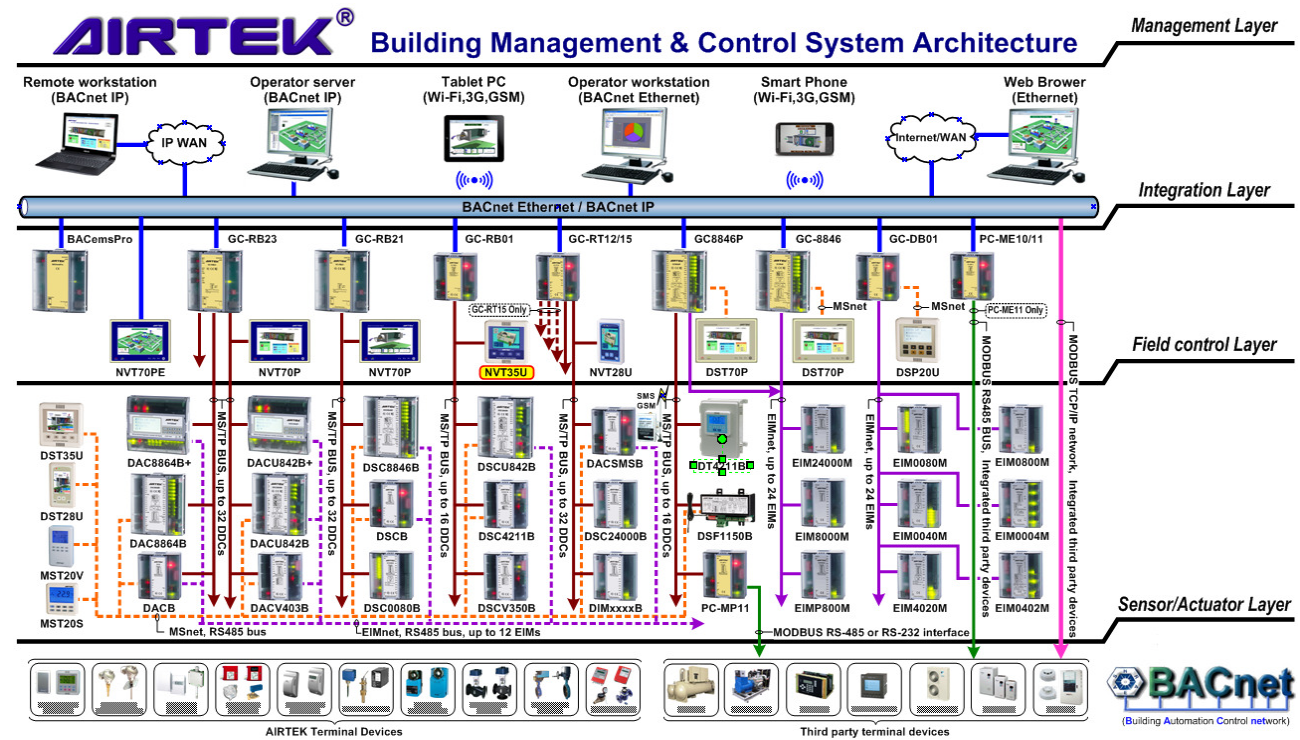 AIRTEK®
Building Management & Control System Architecture
Management Layer
Remote workstation
(BACnet IP)
Operator server
(BACnet IP)
Tablet PC
(Wi-Fi,3G,GSM)
Operator workstation
(BACnet Ethernet)
Smart Phone
(Wi-Fi,3G,GSM)
Web Brower
(Ethernet)
IP WAN
Internet/WAN
Integration Layer
BACnet Ethernet / BACnet IP
BACemsPro
GC-RB23
GC-RB21
GC-RB01
GC-RT12/15
GC8846P
GC-8846
GC-DB01
PC-ME10/11
GC-RT15 Only
MSnet
MSnet
PC-ME11 Only
NVT70PE
NVT70P
NVT70P
NVT35U
NVT28U
DST70P
DST70P
DSP20U
Field control Layer
SMS
GSM
DST35U
DST28U
MST20V
MST20S
DAC8864B+
DACU842B+
DSC8846B
DSCU842B
DACSMSB
DT4211B
EIM24000M
EIM0080M
EIM0800M
DAC8864B
DACU842B
DSCB
DSC4211B
DSC24000B
DSF1150B
EIM8000M
EIM0040M
EIM0004M
DACB
DACV403B
DSC0080B
DSCV350B
DIMxxxxB
PC-MP11
EIMP800M
EIM4020M
EIM0402M
MS/TP BUS, up to 32 DDCs
MS/TP BUS, up to 32 DDCs
MS/TP BUS, up to 16 DDCs
MS/TP BUS, up to 32 DDCs
MS/TP BUS, up to 16 DDCs
EIMnet, up to 24 EIMs
EIMnet, up to 24 EIMs
MODBUS RS485 BUS, Integrated third party devices
MODBUS TCP/IP network, Integrated third party devices
Sensor/Actuator Layer
MSnet, RS485 bus
EIMnet, RS485 bus, up to 12 EIMs
MODBUS RS-485 or RS-232 interface
AIRTEK Terminal Devices
Third party terminal devices
BACnet
(Building Automation Control network)